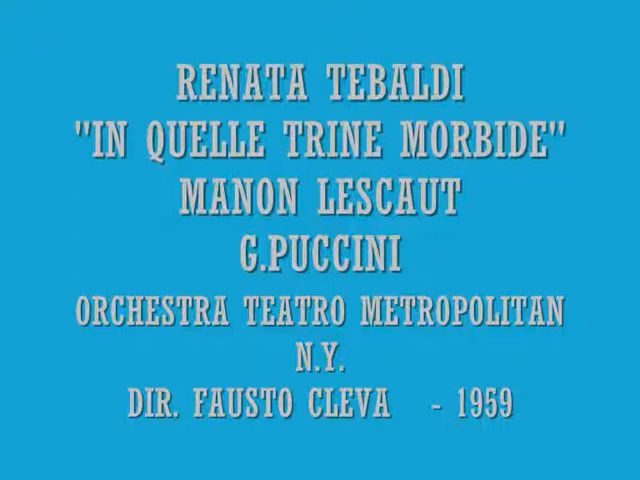 RENATA TEBALDI
"IN QUELLE TRINE MORBIDE"
MANON LESCAUT
G.PUCCINI
ORCHESTRA TEATRO METROPOLITAN
N.Y.
DIR. FAUSTO CLEVA - 1959